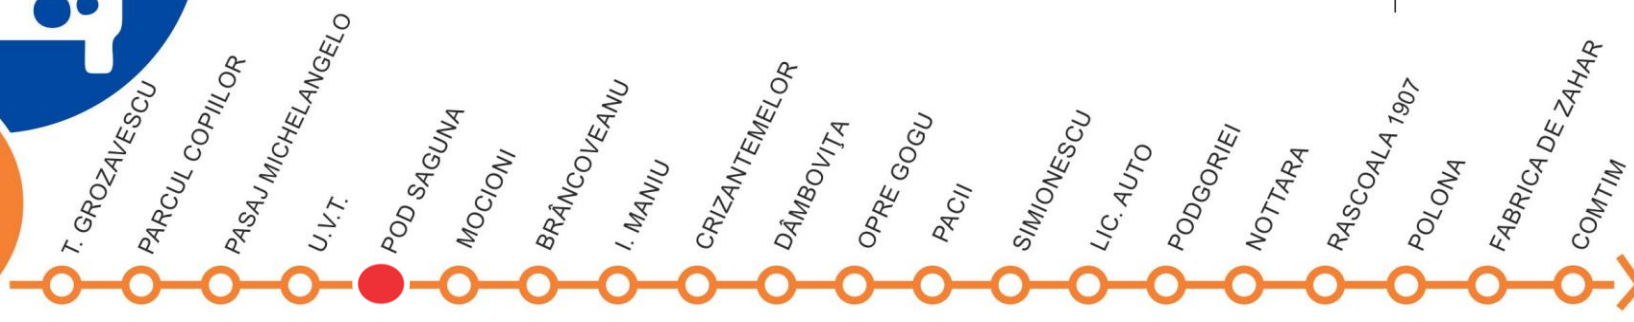 T. GROZAVESCU
PARCUL COPIILOR
PASAJ MICHELANGELO
U.V.T.
POD SAGUNA
MOCIONI
BRÂNCOVEANU
I. MANIU
CRIZANTEMELOR
DÂMBOVIȚA
OPRE GOGU
PACII
SIMIONESCU
LIC. AUTO
PODGORIEI
NOTTARA
RASCOALA 1907
POLONA
FABRICA DE ZAHAR
COMTIM